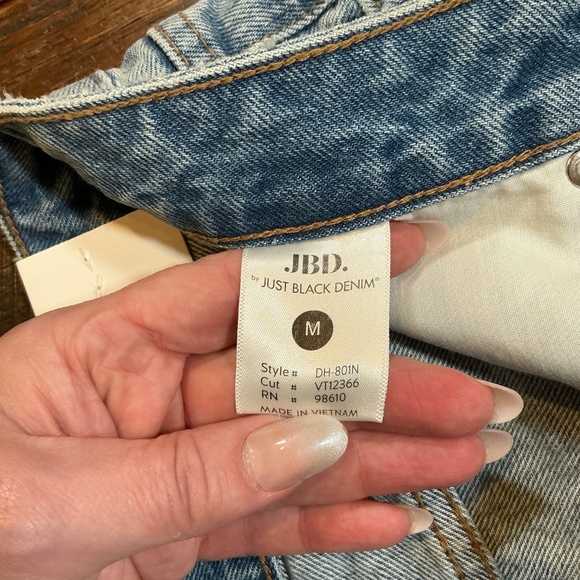 JBD.
by JUST BLACK DENIM®
M
Style # DH-801N
Cut # VT12366
RN # 98610
MADE IN VIETNAM